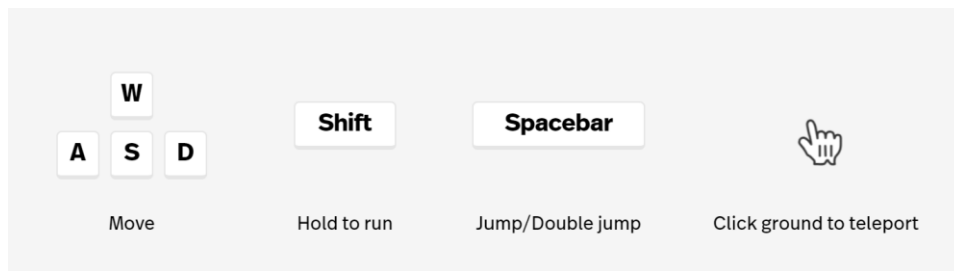 W
A S D
Shift
Spacebar
Move
Hold to run
Jump/Double jump
Click ground to teleport